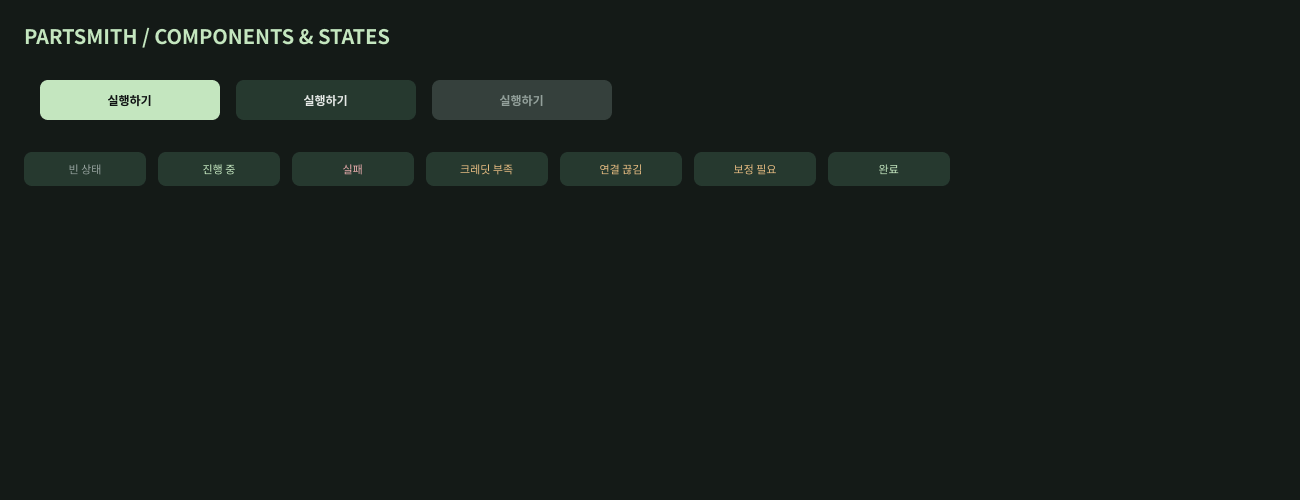 PARTSMITH / COMPONENTS & STATES
실행하기 실행하기 실행하기
빈 상태 진행 중 실패 크레딧 부족 연결 끊김 보정 필요 완료